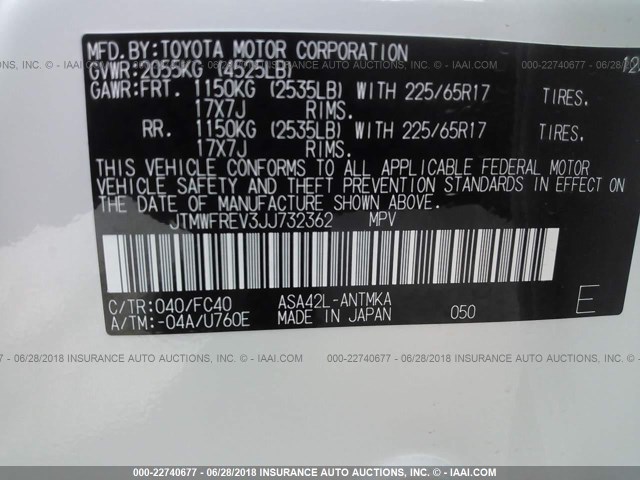 MFD.BY:TOYOTA MOTOR CORPORATION
GVWR:2055KG (4525LB)
GAWR:FRT. 1150KG (2535LB) WITH 225/65R17 TIRES.
17X7J RIMS.
RR. 1150KG (2535LB) WITH 225/65R17 TIRES.
17X7J RIMS.
THIS VEHICLE CONFORMS TO ALL APPLICABLE FEDERAL MOTOR
VEHICLE SAFETY AND THEFT PREVENTION STANDARDS IN EFFECT ON
THE DATE OF MANUFACTURE SHOWN ABOVE.
JTMWFREV3JJ732362 MPV
C/TR:040/FC40 ASA42L-ANTMKA
A/TM:-04A/U760E MADE IN JAPAN 050 E
000-22740677 - 06/28/2018 INSURANCE AUTO AUCTIONS - © - IAAI.COM